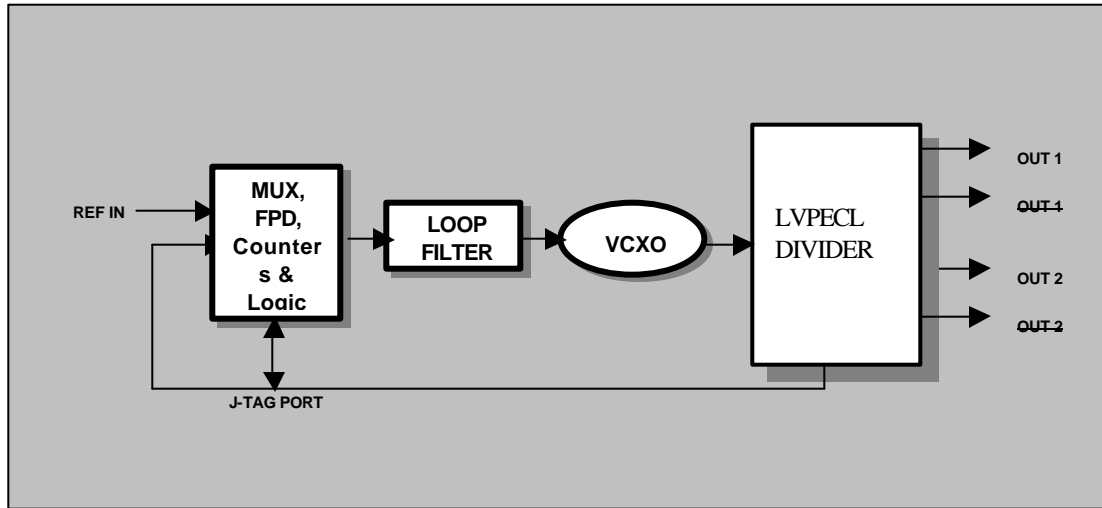 MUX,
FPD,
Counter
s &
Logic
REF IN
LOOP
FILTER
VCXO
LVPECL
DIVIDER
OUT 1
OUT 1
OUT 2
OUT 2
J-TAG PORT